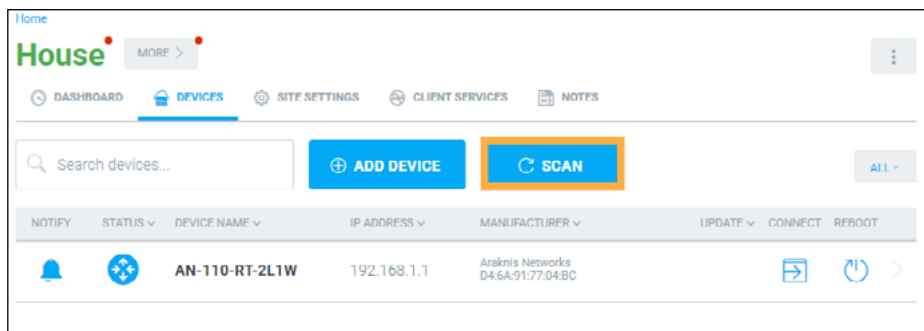 Home
House MORE >
DASHBOARD DEVICES SITE SETTINGS CLIENT SERVICES NOTES
Search devices... ADD DEVICE SCAN ALL
NOTIFY STATUS DEVICE NAME IP ADDRESS MANUFACTURER UPDATE CONNECT REBOOT
AN-110-RT-2L1W 192.168.1.1 Araknis Networks
D4:6A:91:77:04:BC